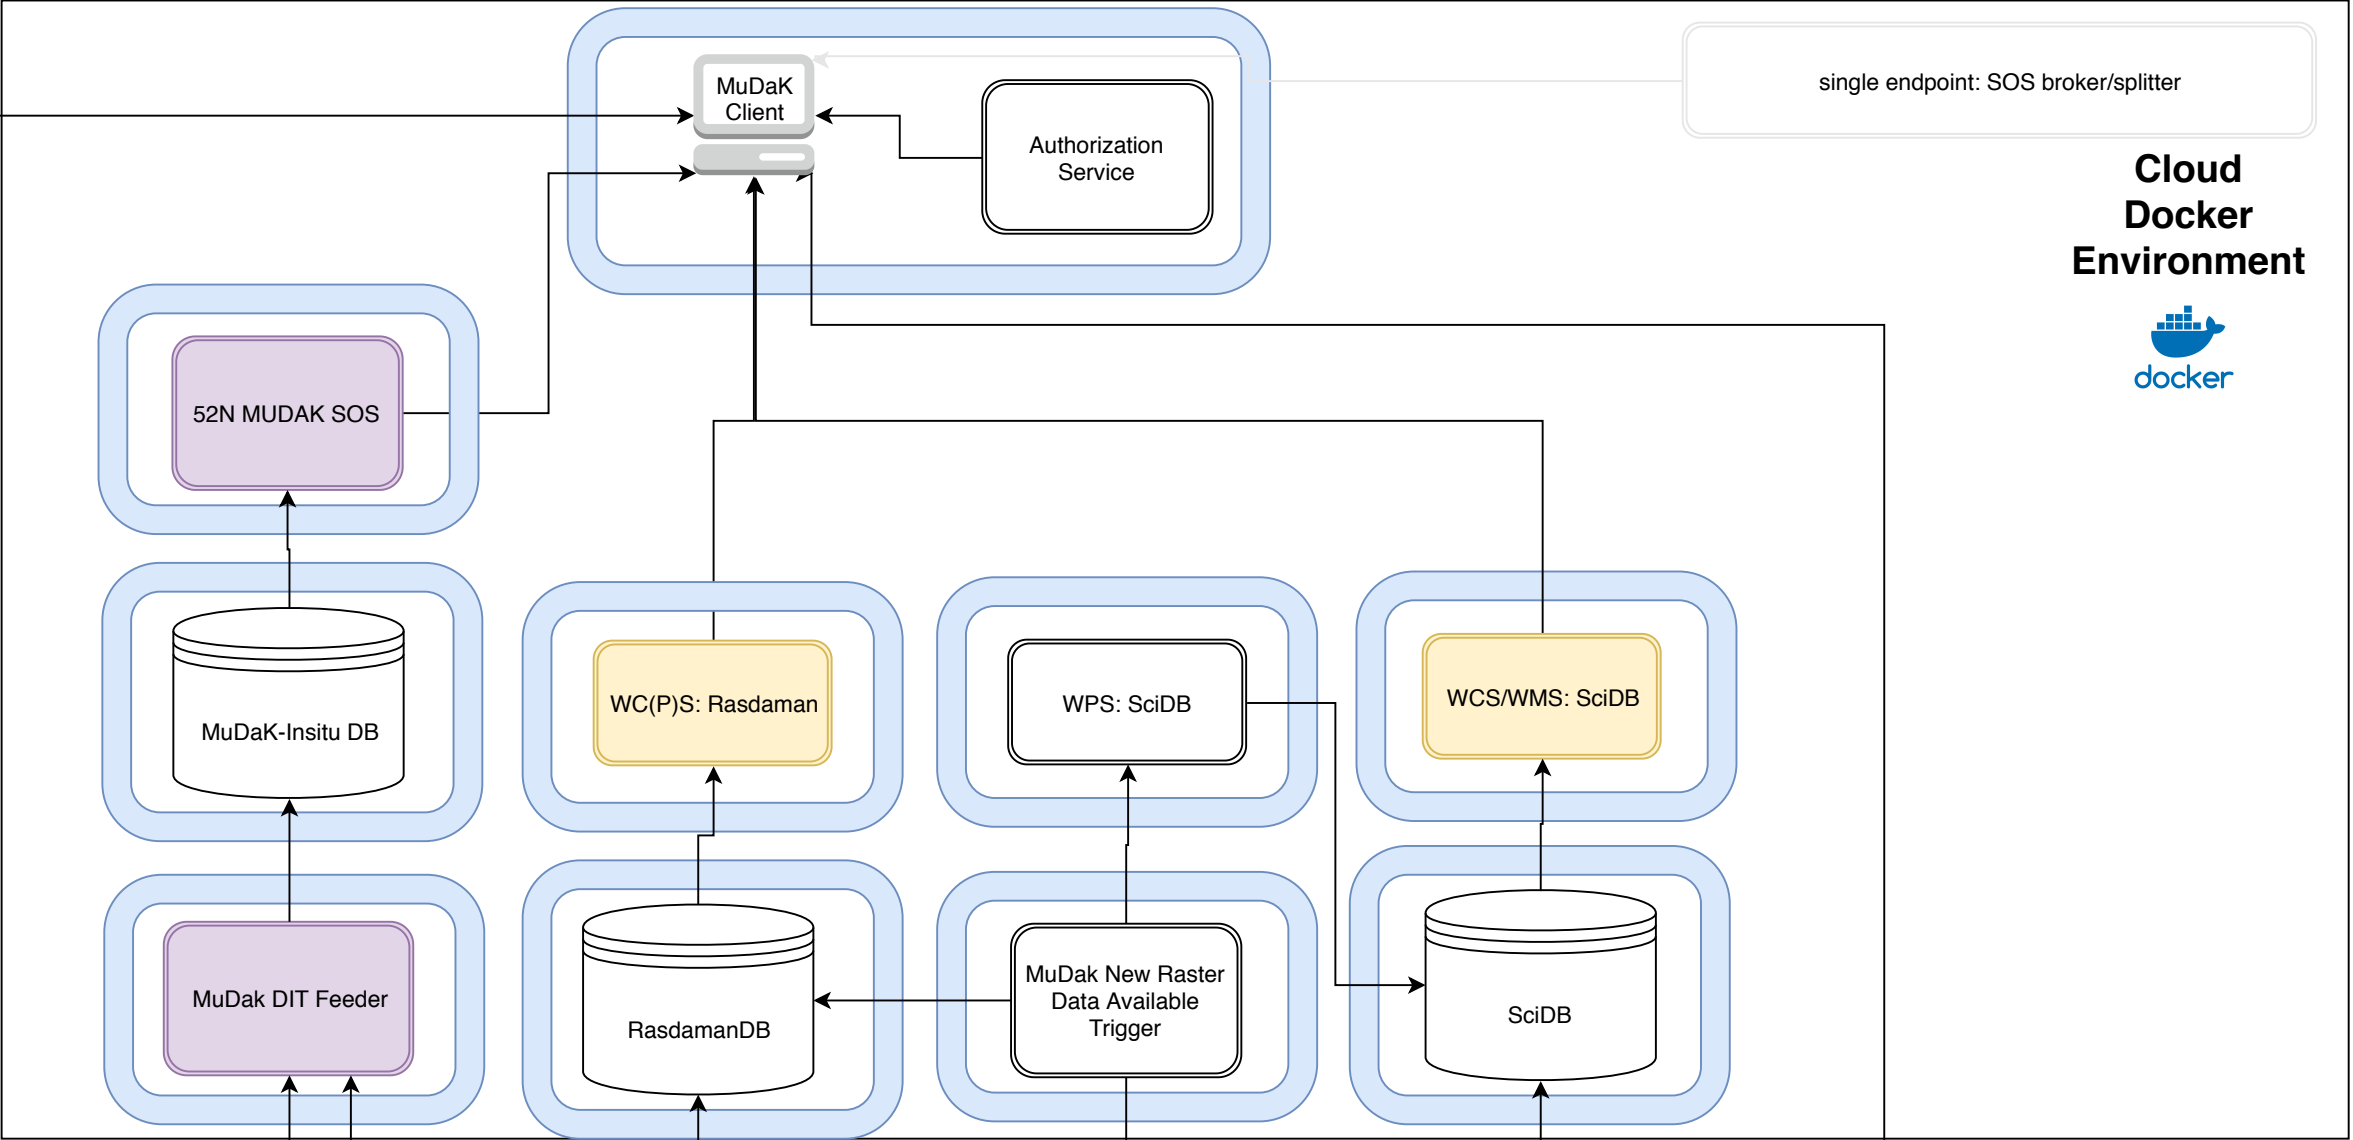 MuDaK
Client
Authorization
Service
single endpoint: SOS broker/splitter
Cloud
Docker
Environment
docker
52N MUDAK SOS
MuDaK-Insitu DB
WC(P)S: Rasdaman
WPS: SciDB
WCS/WMS: SciDB
MuDak DIT Feeder
RasdamanDB
MuDak New Raster
Data Available
Trigger
SciDB